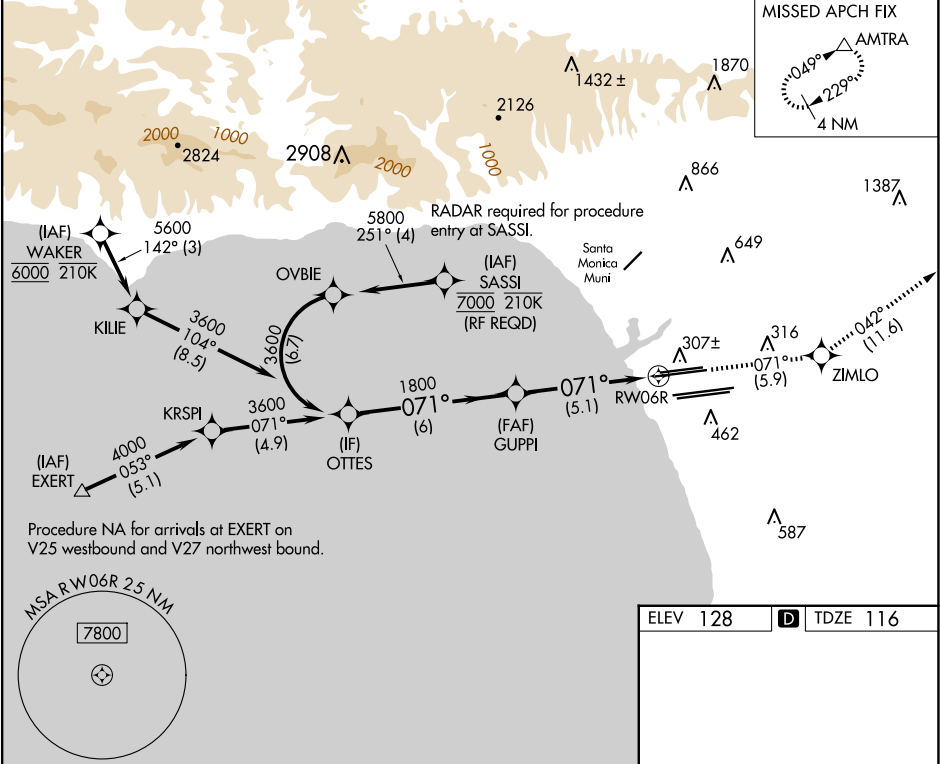 MISSED APCH FIX
AMTRA
049°
229°
4 NM
1432 ±
1870
2126
2000
1000
2824
2908
2000
1000
866
1387
649
(IAF)
WAKER
6000 210K
5600
142° (3)
5800
251° (4)
RADAR required for procedure
entry at SASSI.
Santa
Monica
Muni
OVBIE
(IAF)
SASSI
7000 210K
(RF REQD)
KILIE
3600
104°
(8.5)
3600
(6.7)
307±
316
042°
(11.6)
071°
(5.9)
ZIMLO
1800
071°
(6)
071°
(5.1)
RW06R
KRSPI
3600
071°
(4.9)
(IF)
OTTES
(FAF)
GUPPI
462
(IAF)
EXERT
4000
053°
(5.1)
587
Procedure NA for arrivals at EXERT on
V25 westbound and V27 northwest bound.
MSA RW06R 25 NM
7800
ELEV 128 D TDZE 116